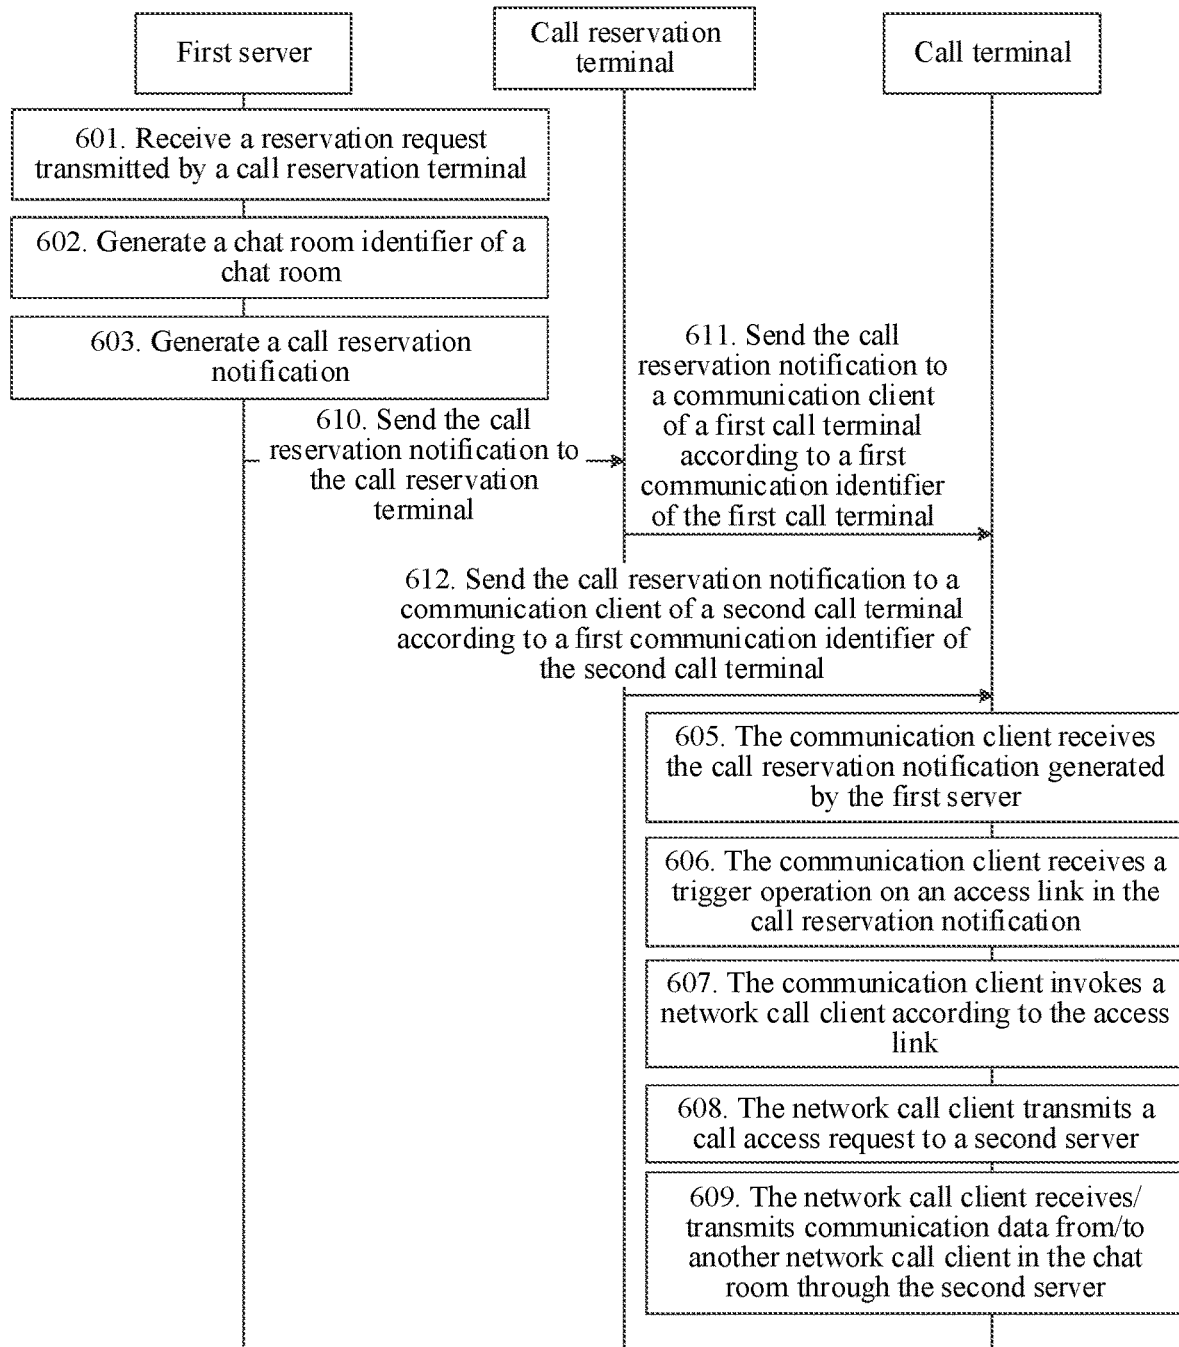 First server
Call reservation
terminal
Call terminal
601. Receive a reservation request
transmitted by a call reservation terminal
602. Generate a chat room identifier of a
chat room
603. Generate a call reservation
notification
610. Send the call
reservation notification to
the call reservation
terminal
611. Send the call
reservation notification to
a communication client
of a first call terminal
according to a first
communication identifier
of the first call terminal
612. Send the call reservation notification to a
communication client of a second call terminal
according to a first communication identifier of
the second call terminal
605. The communication client receives
the call reservation notification generated
by the first server
606. The communication client receives a
trigger operation on an access link in the
call reservation notification
607. The communication client invokes a
network call client according to the access
link
608. The network call client transmits a
call access request to a second server
609. The network call client receives/
transmits communication data from/to
another network call client in the chat
room through the second server